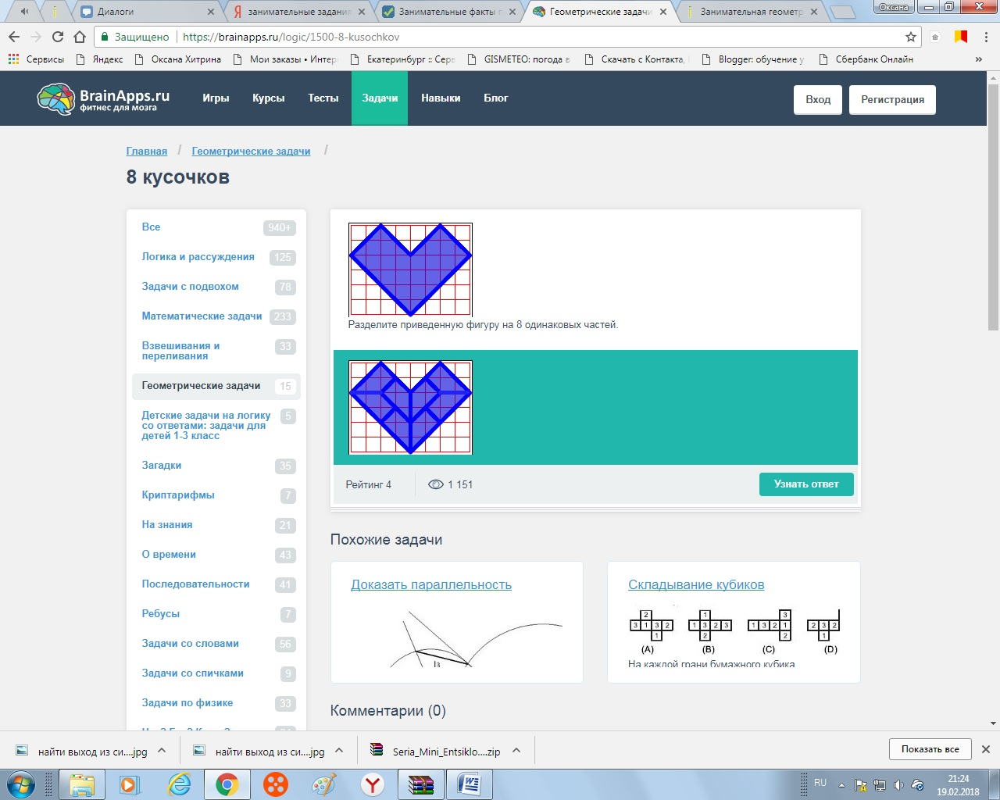 Диалоги
занимательные задания
Занимательные факты п
Геометрические задачи
Занимательная геометр
Оксана
Защищено
https://brainapps.ru/logic/1500-8-kusochkov
Сервисы
Яндекс
Оксана Хитрина
Мои заказы • Интер
Екатеринбург :: Серв
GISMETEO: погода в
Скачать с Контакта,
Blogger: обучение у
Сбербанк Онлайн
»
BrainApps.ru
фитнес для мозга
Игры
Курсы
Тесты
Задачи
Навыки
Блог
Вход
Регистрация
Главная / Геометрические задачи /
8 кусочков
Все 940+
Логика и рассуждения 125
Задачи с подвохом 78
Математические задачи 233
Взвешивания и 33
переливания
Геометрические задачи 15
Детские задачи на логику 5
со ответами: задачи для
детей 1-3 класс
Загадки 35
Криптарифмы 7
На знания 21
О времени 43
Последовательности 41
Ребусы 7
Задачи со словами 56
Задачи со спичками 9
Задачи по физике 33
Разделите приведенную фигуру на 8 одинаковых частей.
Рейтинг 4
1 151
Узнать ответ
Похожие задачи
Доказать параллельность
l3
Складывание кубиков
2
3 1 3 2
1
(A)
1
1 3 2 3
2
(B)
3
1 3 2 1
2
(C)
2 3 2
1
(D)
На каждой грани бумажного кубика
Комментарии (0)
найти выход из си....jpg
найти выход из си....jpg
Seria_Mini_Entsiklo....zip
Показать все
RU
21:24
19.02.2018